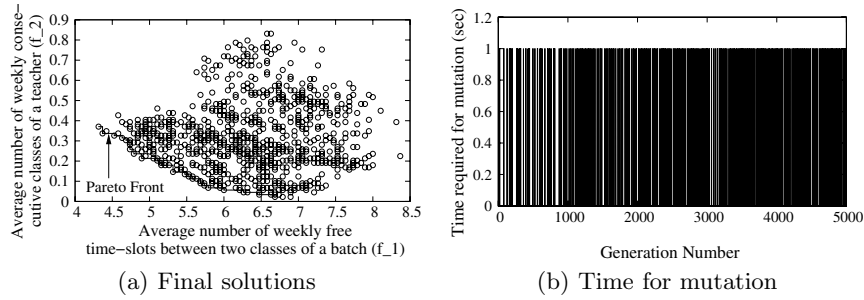 Average number of weekly conse−
cutive classes of a teacher (f_2)
0.9
0.8
0.7
0.6
0.5
0.4
0.3
0.2
0.1
0
Pareto Front
4 4.5 5 5.5 6 6.5 7 7.5 8 8.5
Average number of weekly free
time−slots between two classes of a batch (f_1)
(a) Final solutions
Time required for mutation (sec)
1.2
1
0.8
0.6
0.4
0.2
0
0 1000 2000 3000 4000 5000
Generation Number
(b) Time for mutation